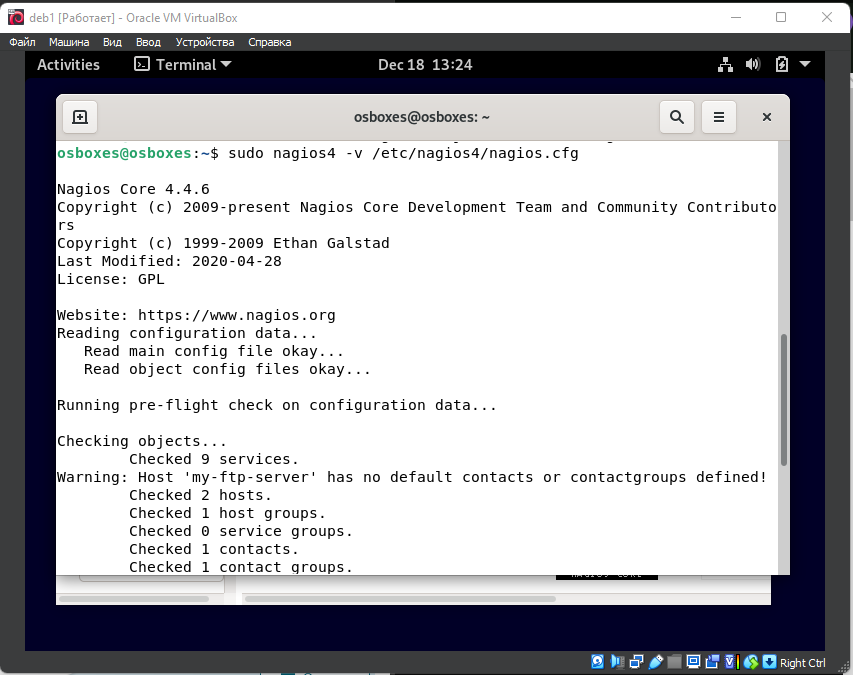 deb1 [Работает] - Oracle VM VirtualBox
Файл Машина Вид Ввод Устройства Справка
Activities Terminal Dec 18 13:24
osboxes@osboxes: ~
osboxes@osboxes:~$ sudo nagios4 -v /etc/nagios4/nagios.cfg
Nagios Core 4.4.6
Copyright (c) 2009-present Nagios Core Development Team and Community Contributo
rs
Copyright (c) 1999-2009 Ethan Galstad
Last Modified: 2020-04-28
License: GPL
Website: https://www.nagios.org
Reading configuration data...
Read main config file okay...
Read object config files okay...
Running pre-flight check on configuration data...
Checking objects...
Checked 9 services.
Warning: Host 'my-ftp-server' has no default contacts or contactgroups defined!
Checked 2 hosts.
Checked 1 host groups.
Checked 0 service groups.
Checked 1 contacts.
Checked 1 contact groups.
Right Ctrl